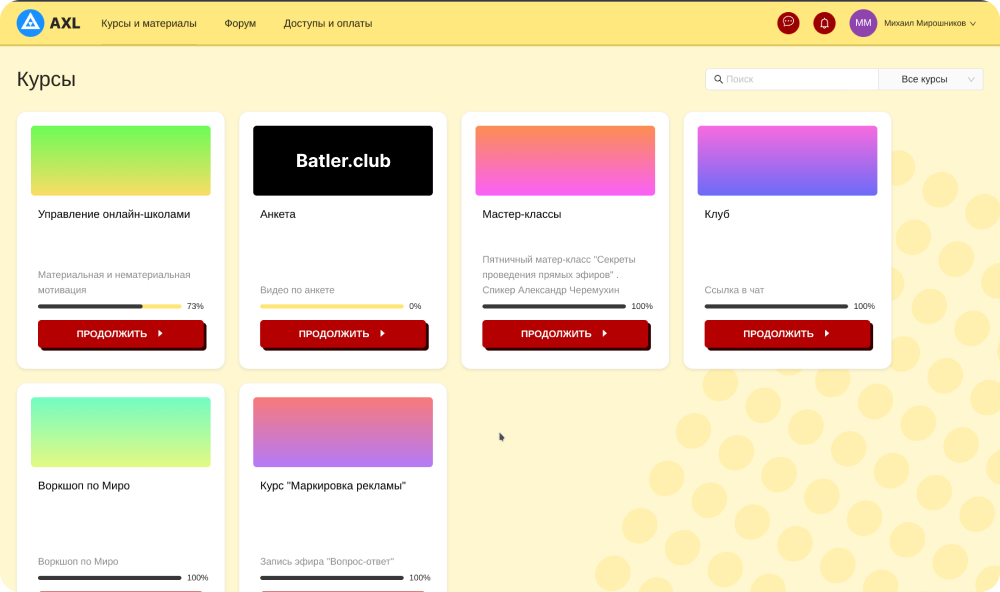 AXL Курсы и материалы Форум Доступы и оплаты MM Михаил Мирошников
Курсы
Поиск Все курсы
Batler.club
Управление онлайн-школами
Анкета
Мастер-классы
Клуб
Материальная и нематериальная
мотивация
Видео по анкете
Пятничный матер-класс "Секреты
проведения прямых эфиров" .
Спикер Александр Черемухин
Ссылка в чат
73%
0%
100%
100%
ПРОДОЛЖИТЬ
ПРОДОЛЖИТЬ
ПРОДОЛЖИТЬ
ПРОДОЛЖИТЬ
Воркшоп по Миро
Курс "Маркировка рекламы"
Воркшоп по Миро
Запись эфира "Вопрос-ответ"
100%
100%